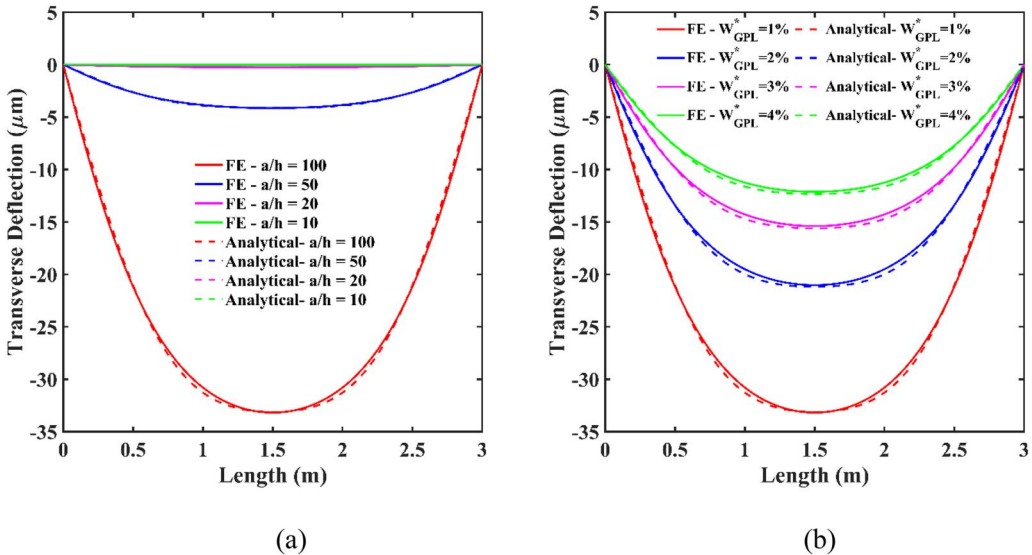 5
0
-5
-10
-15
-20
-25
-30
-35
Transverse Deflection (μm)
FE - a/h = 100
FE - a/h = 50
FE - a/h = 20
FE - a/h = 10
Analytical- a/h = 100
Analytical- a/h = 50
Analytical- a/h = 20
Analytical- a/h = 10
0 0.5 1 1.5 2 2.5 3
Length (m)
(a)
5
0
-5
-10
-15
-20
-25
-30
-35
Transverse Deflection (μm)
FE - W*GPL=1% Analytical- W*GPL=1%
FE - W*GPL=2% Analytical- W*GPL=2%
FE - W*GPL=3% Analytical- W*GPL=3%
FE - W*GPL=4% Analytical- W*GPL=4%
0 0.5 1 1.5 2 2.5 3
Length (m)
(b)